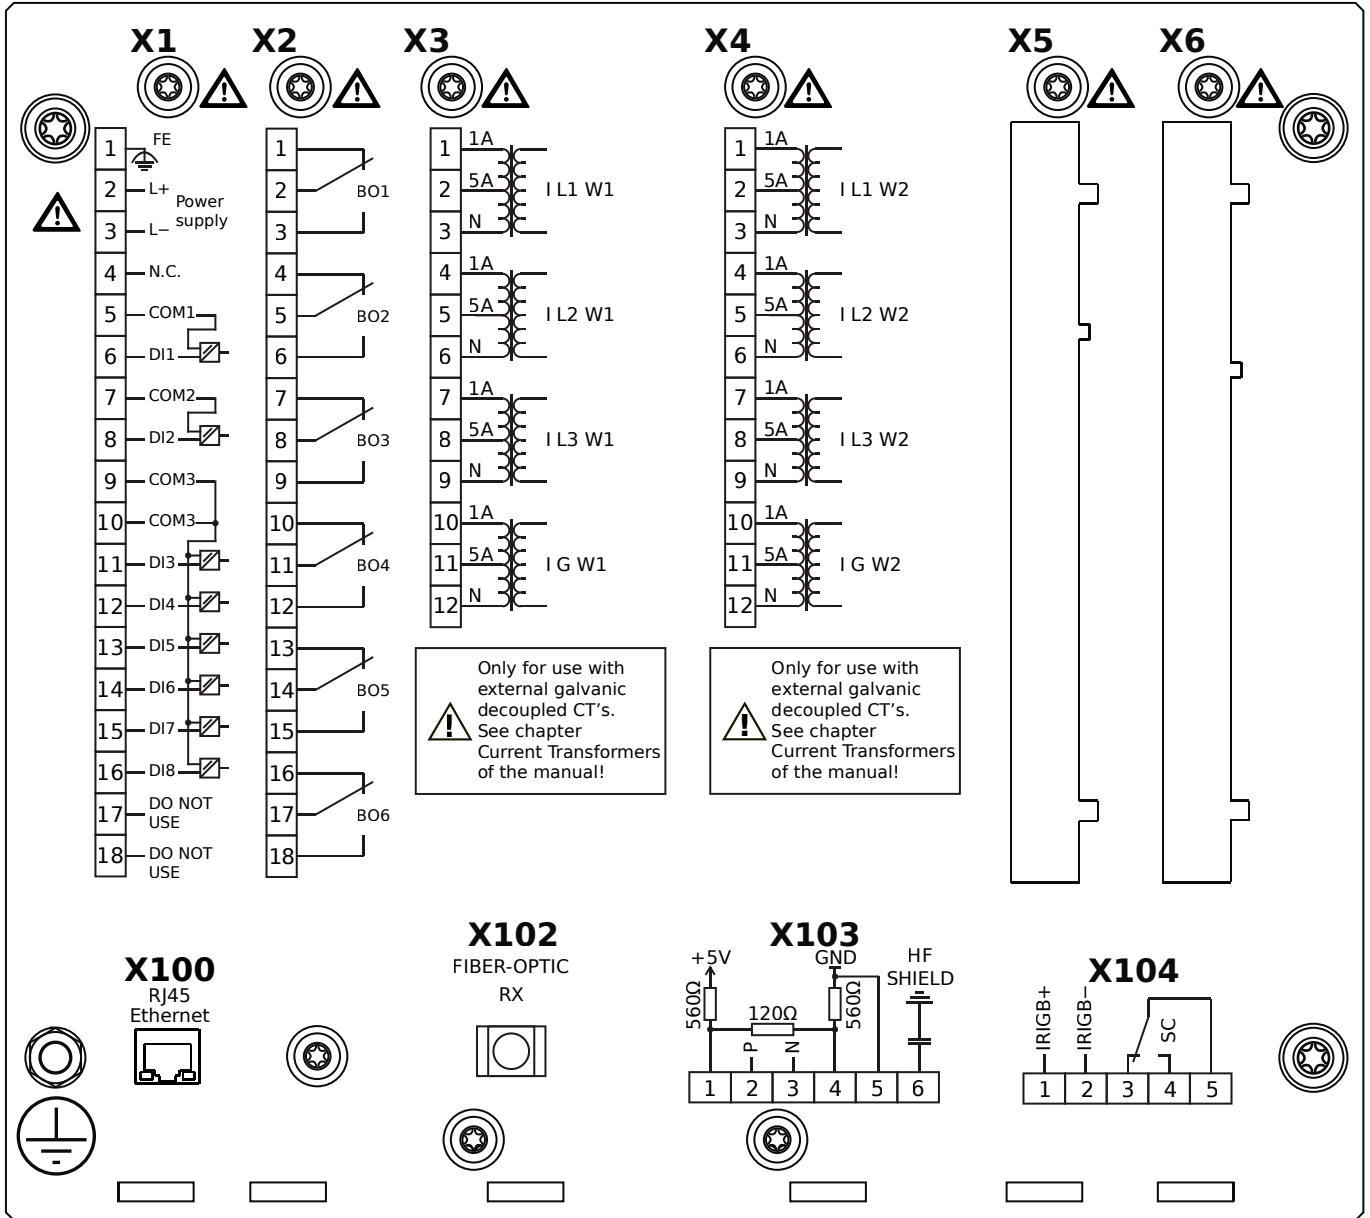 X1
X2
X3
X4
X5
X6
1 FE
2 L+
Power
supply
3 L−
4 N.C.
5 COM1
6 DI1
7 COM2
8 DI2
9 COM3
10 COM3
11 DI3
12 DI4
13 DI5
14 DI6
15 DI7
16 DI8
17 DO NOT
USE
18 DO NOT
USE
1
2 BO1
3
4
5 BO2
6
7
8 BO3
9
10
11 BO4
12
13
14 BO5
15
16
17 BO6
18
1 1A
2 5A I L1 W1
3 N
4 1A
5 5A I L2 W1
6 N
7 1A
8 5A I L3 W1
9 N
10 1A
11 5A I G W1
12 N
Only for use with
external galvanic
decoupled CT's.
See chapter
Current Transformers
of the manual!
1 1A
2 5A I L1 W2
3 N
4 1A
5 5A I L2 W2
6 N
7 1A
8 5A I L3 W2
9 N
10 1A
11 5A I G W2
12 N
Only for use with
external galvanic
decoupled CT's.
See chapter
Current Transformers
of the manual!
X100
RJ45
Ethernet
X102
FIBER-OPTIC
RX
X103
+5V
GND
HF
SHIELD
560Ω
120Ω
560Ω
P
N
1 2 3 4 5 6
X104
IRIGB+
IRIGB−
SC
1 2 3 4 5